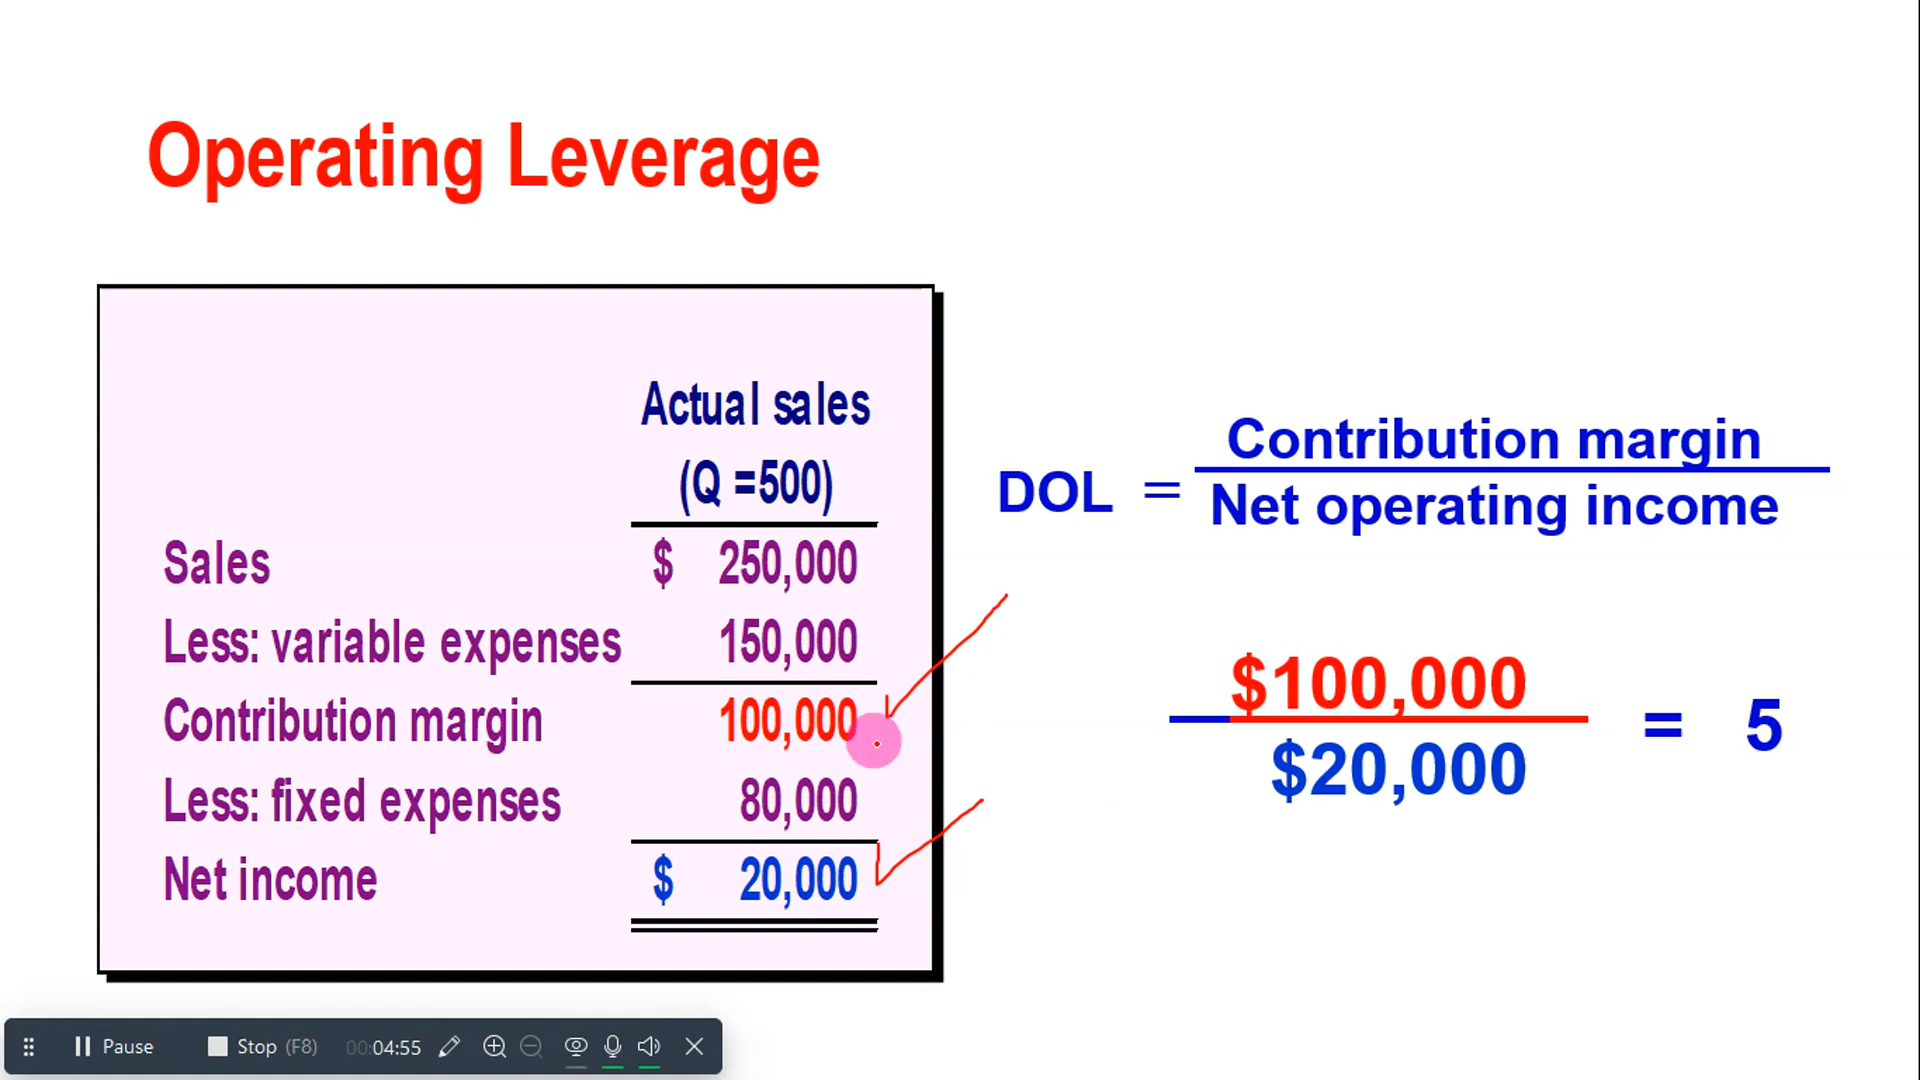 Operating Leverage
Actual sales
(Q =500)
Sales $ 250,000
Less: variable expenses 150,000
Contribution margin 100,000
Less: fixed expenses 80,000
Net income $ 20,000
DOL = Contribution margin
Net operating income
$100,000
$20,000
= 5
Pause Stop (F8) 00:04:55